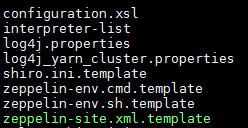 configuration.xsl
interpreter-list
log4j.properties
log4j_yarn_cluster.properties
shiro.ini.template
zeppelin-env.cmd.template
zeppelin-env.sh.template
zeppelin-site.xml.template